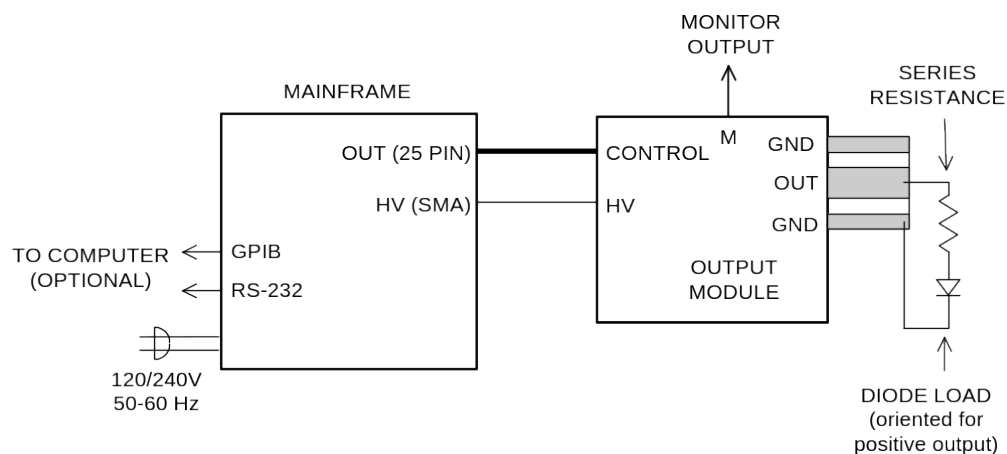 MONITOR
OUTPUT
SERIES
RESISTANCE
MAINFRAME
OUT (25 PIN)
HV (SMA)
GPIB
RS-232
TO COMPUTER
(OPTIONAL)
120/240V
50-60 Hz
M
CONTROL
HV
GND
OUT
GND
OUTPUT
MODULE
DIODE LOAD
(oriented for
positive output)